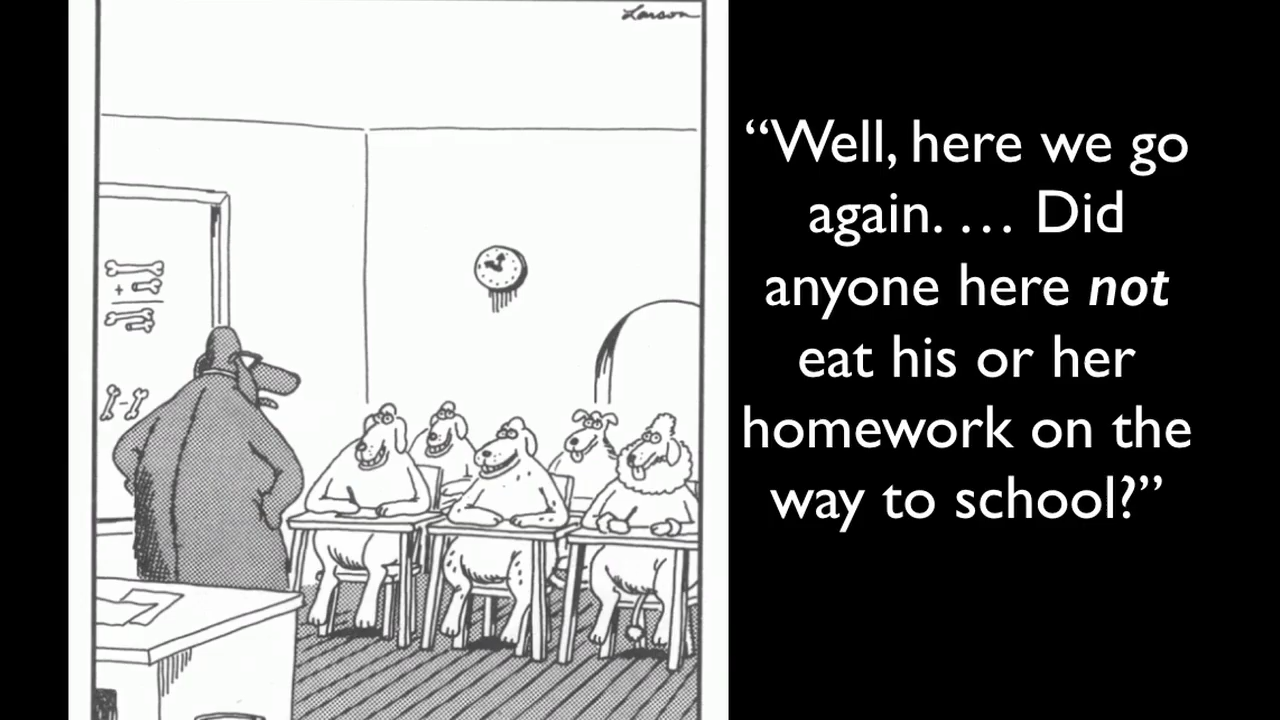 Larson
“Well, here we go
again. … Did
anyone here not
eat his or her
homework on the
way to school?”